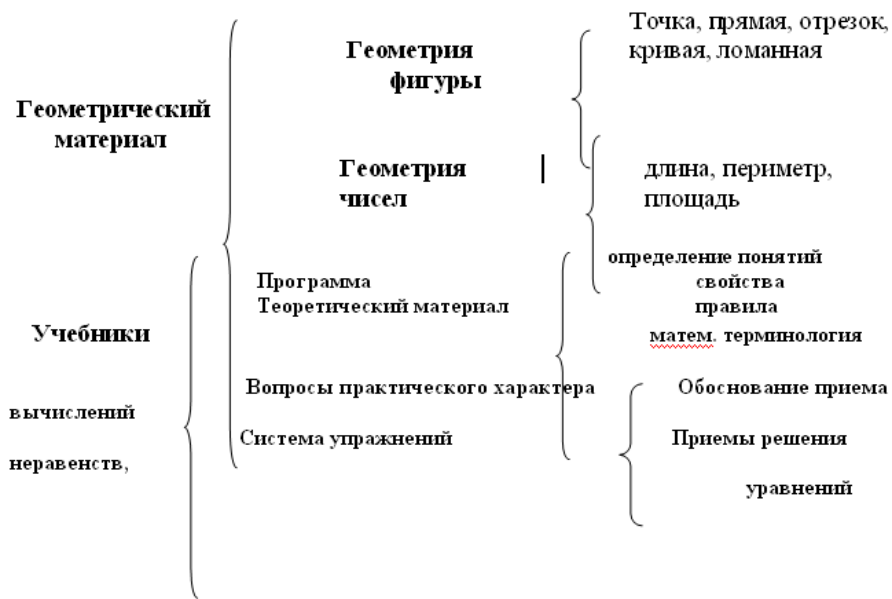 Геометрический
материал
Геометрия
фигуры
Точка, прямая, отрезок,
кривая, ломанная
Геометрия
чисел
длина, периметр,
площадь
Учебники
Программа
Теоретический материал
определение понятий
свойства
правила
матем. терминология
Вопросы практического характера
Обоснование приема
вычислений
Система упражнений
Приемы решения
неравенств,
уравнений